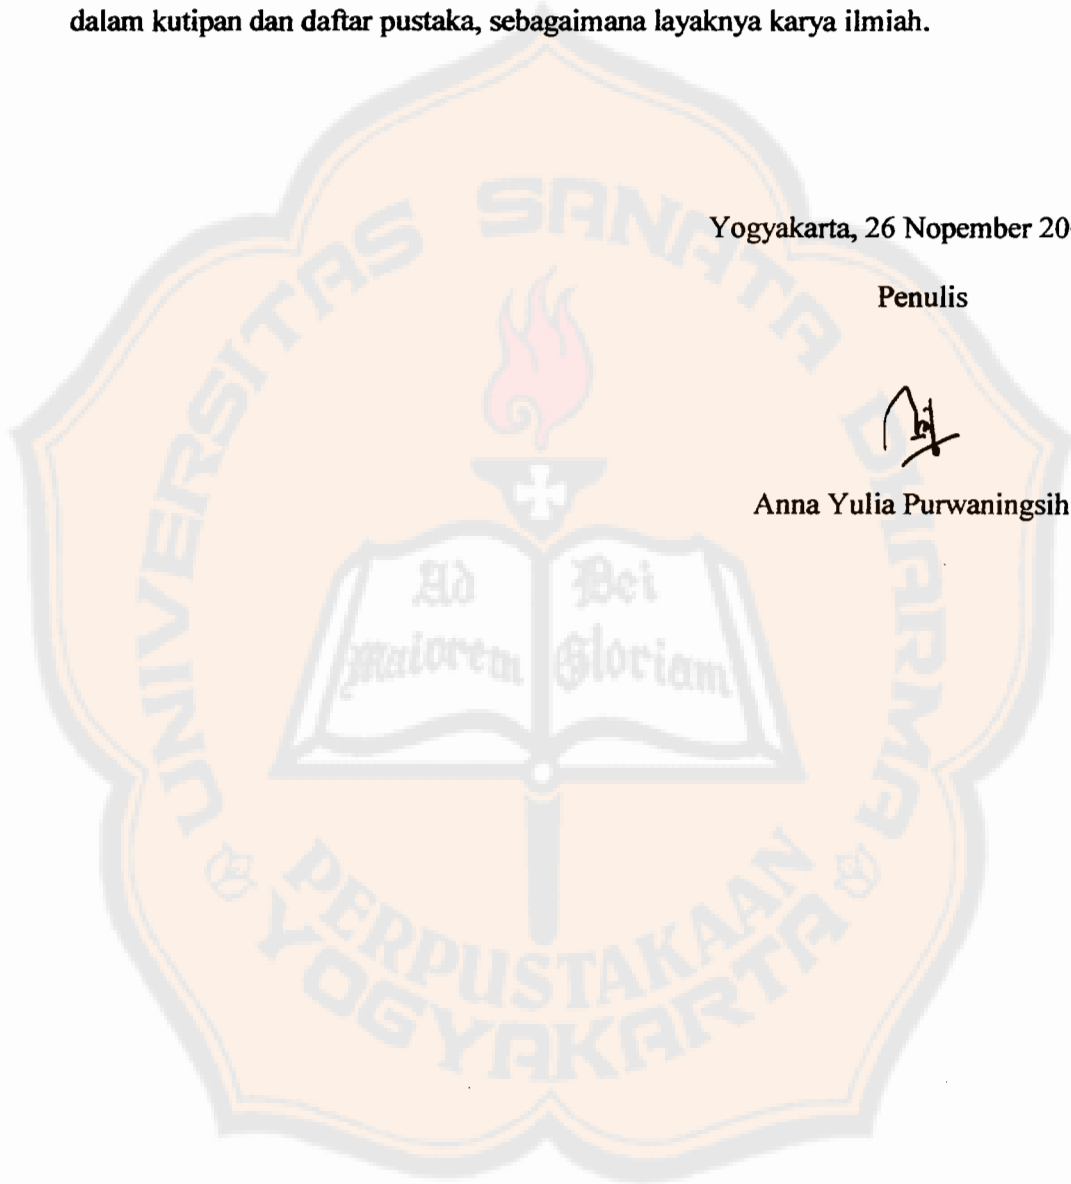 dalam kutipan dan daftar pustaka, sebagaimana layaknya karya ilmiah.
Yogyakarta, 26 Nopember 20
Penulis
Anna Yulia Purwaningsih
UNIVERSITAS SANATA DHARMA
Ad
maiorem
Dei
Gloriam
PERPUSTAKAAN
YOGYAKARTA